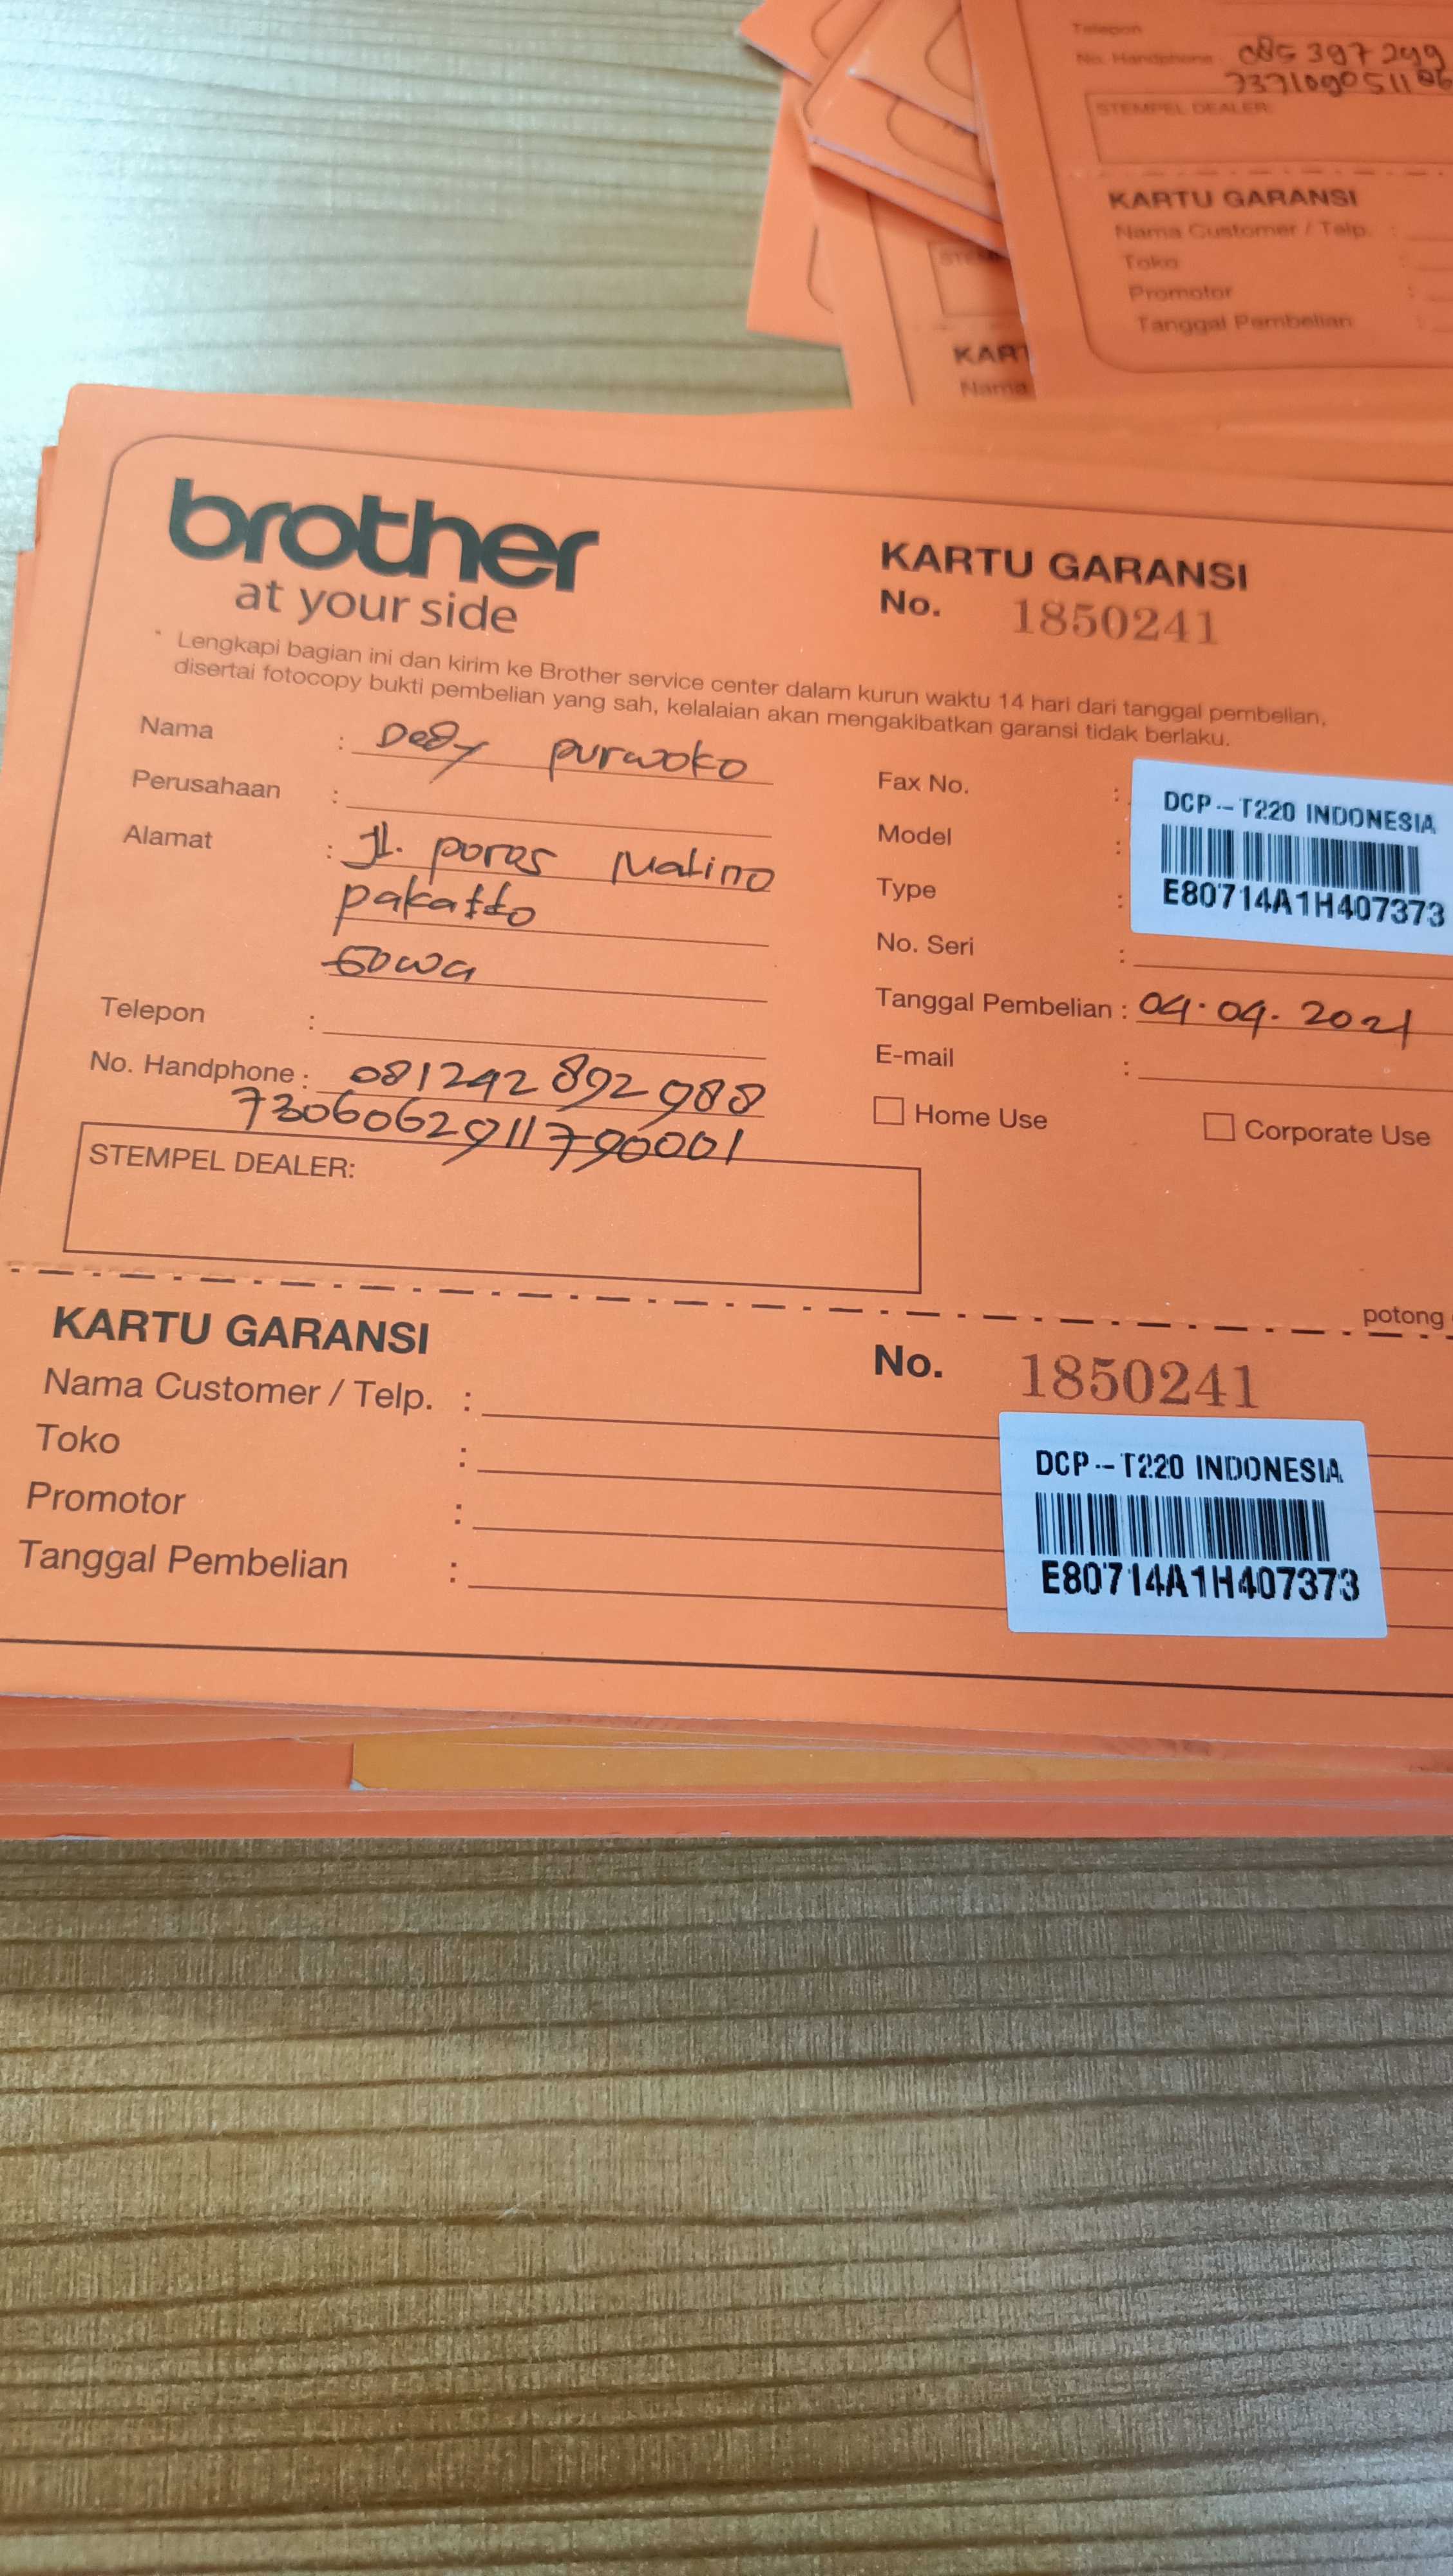 Telepon
No. Handphone : 085 397 299
STEMPEL DEALER:
KARTU GARANSI
Nama Customer / Telp. :
Toko :
Promotor :
Tanggal Pembelian :
KART
Nama
brother
at your side
KARTU GARANSI
No. 1850241
* Lengkapi bagian ini dan kirim ke Brother service center dalam kurun waktu 14 hari dari tanggal pembelian,
disertai fotocopy bukti pembelian yang sah, kelalaian akan mengakibatkan garansi tidak berlaku.
Nama : Dedy purwoko
Perusahaan :
Alamat : Jl. poros Malino
pakatto
Gowa
Telepon :
No. Handphone : 081242 892 988
7306062911790001
Fax No. :
Model :
Type :
No. Seri :
DCP-T220 INDONESIA
E80714A1H407373
Tanggal Pembelian : 04.04.2021
E-mail :
Home Use
Corporate Use
STEMPEL DEALER:
potong
KARTU GARANSI
No. 1850241
Nama Customer / Telp. :
Toko :
Promotor :
Tanggal Pembelian :
DCP-T220 INDONESIA
E80714A1H407373